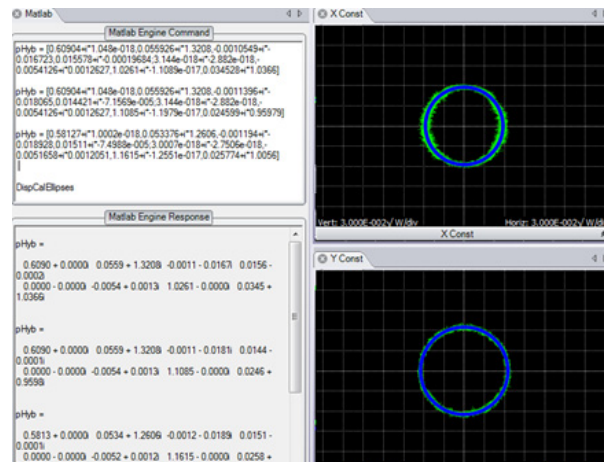 Matlab
Matlab Engine Command
pHyb = [0.60904+i*1.048e-018,0.055926+i*1.3208,-0.0010549+i*-
0.016723,0.015578+i*-0.00019684;3.144e-018+i*-2.882e-018,-
0.0054126+i*0.0012627,1.0261+i*-1.1089e-017,0.034528+i*1.0366]
pHyb = [0.60904+i*1.048e-018,0.055926+i*1.3208,-0.0011396+i*-
0.018065,0.014421+i*-7.1569e-005;3.144e-018+i*-2.882e-018,-
0.0054126+i*0.0012627,1.1085+i*-1.1979e-017,0.024599+i*0.95979]
pHyb = [0.58127+i*1.0002e-018,0.053376+i*1.2606,-0.001194+i*-
0.018928,0.01511+i*-7.4988e-005;3.0007e-018+i*-2.7506e-018,-
0.0051658+i*0.0012051,1.1615+i*-1.2551e-017,0.025774+i*1.0056]
DispCalEllipses
Matlab Engine Response
pHyb =
0.6090 + 0.0000i 0.0559 + 1.3208i -0.0011 - 0.0167i 0.0156 -
0.0002i
0.0000 - 0.0000i -0.0054 + 0.0013i 1.0261 - 0.0000i 0.0345 +
1.0366i
pHyb =
0.6090 + 0.0000i 0.0559 + 1.3208i -0.0011 - 0.0181i 0.0144 -
0.0001i
0.0000 - 0.0000i -0.0054 + 0.0013i 1.1085 - 0.0000i 0.0246 +
0.9598i
pHyb =
0.5813 + 0.0000i 0.0534 + 1.2606i -0.0012 - 0.0189i 0.0151 -
0.0001i
0.0000 - 0.0000i -0.0052 + 0.0012i 1.1615 - 0.0000i 0.0258 +
X Const
Vert: 3.000E-002√W/div Horiz: 3.000E-002√W/div
X Const
Y Const